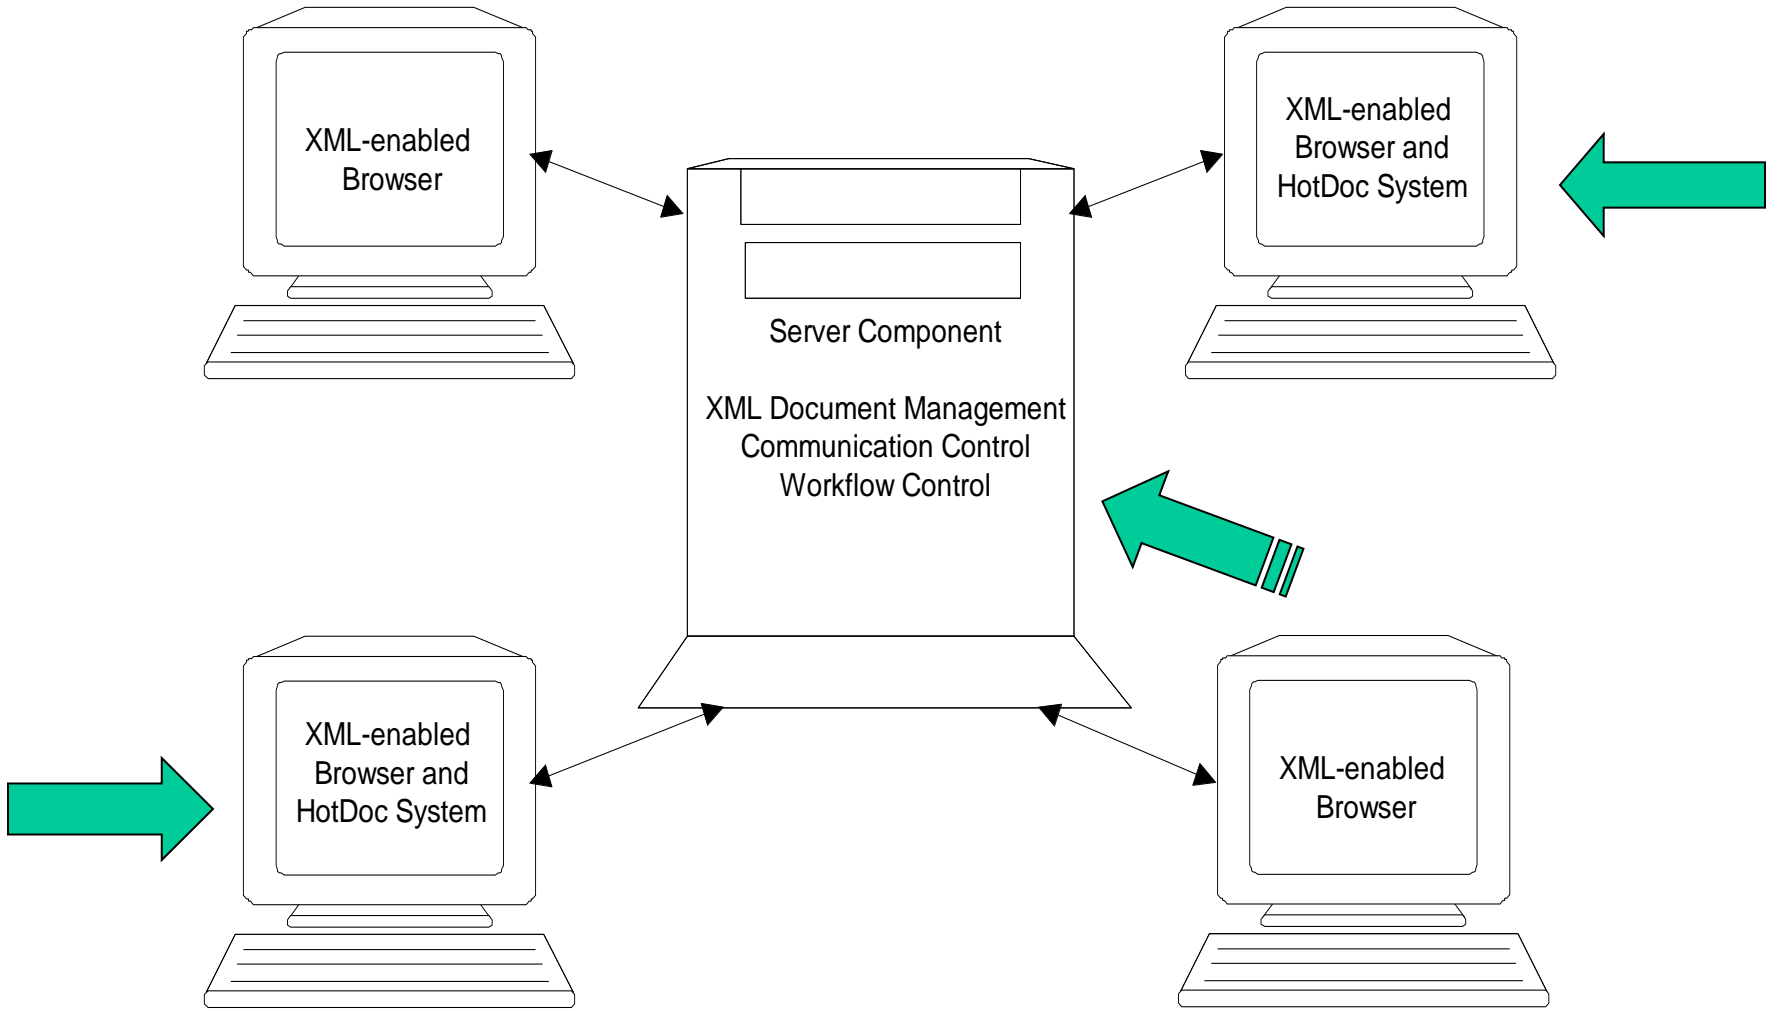 XML-enabled
Browser
XML-enabled
Browser and
HotDoc System
Server Component
XML Document Management
Communication Control
Workflow Control
XML-enabled
Browser and
HotDoc System
XML-enabled
Browser